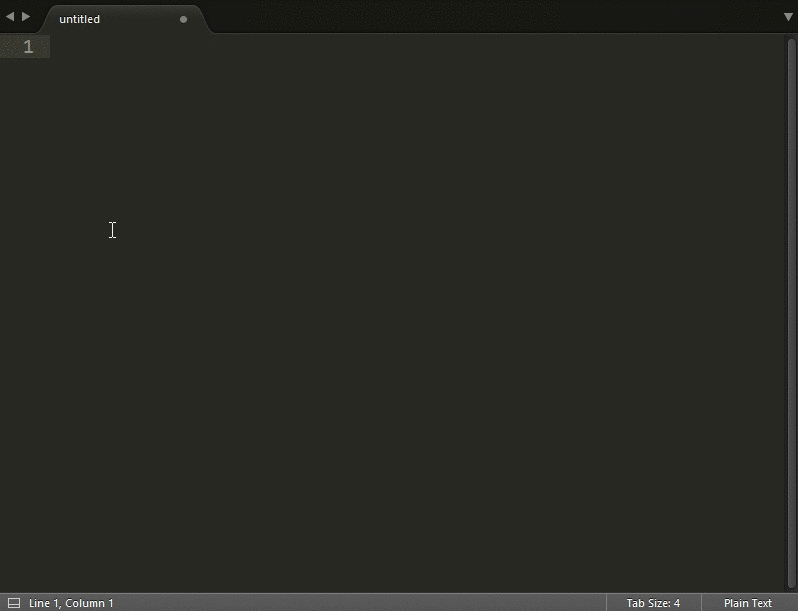 untitled
1
Line 1, Column 1
Tab Size: 4
Plain Text